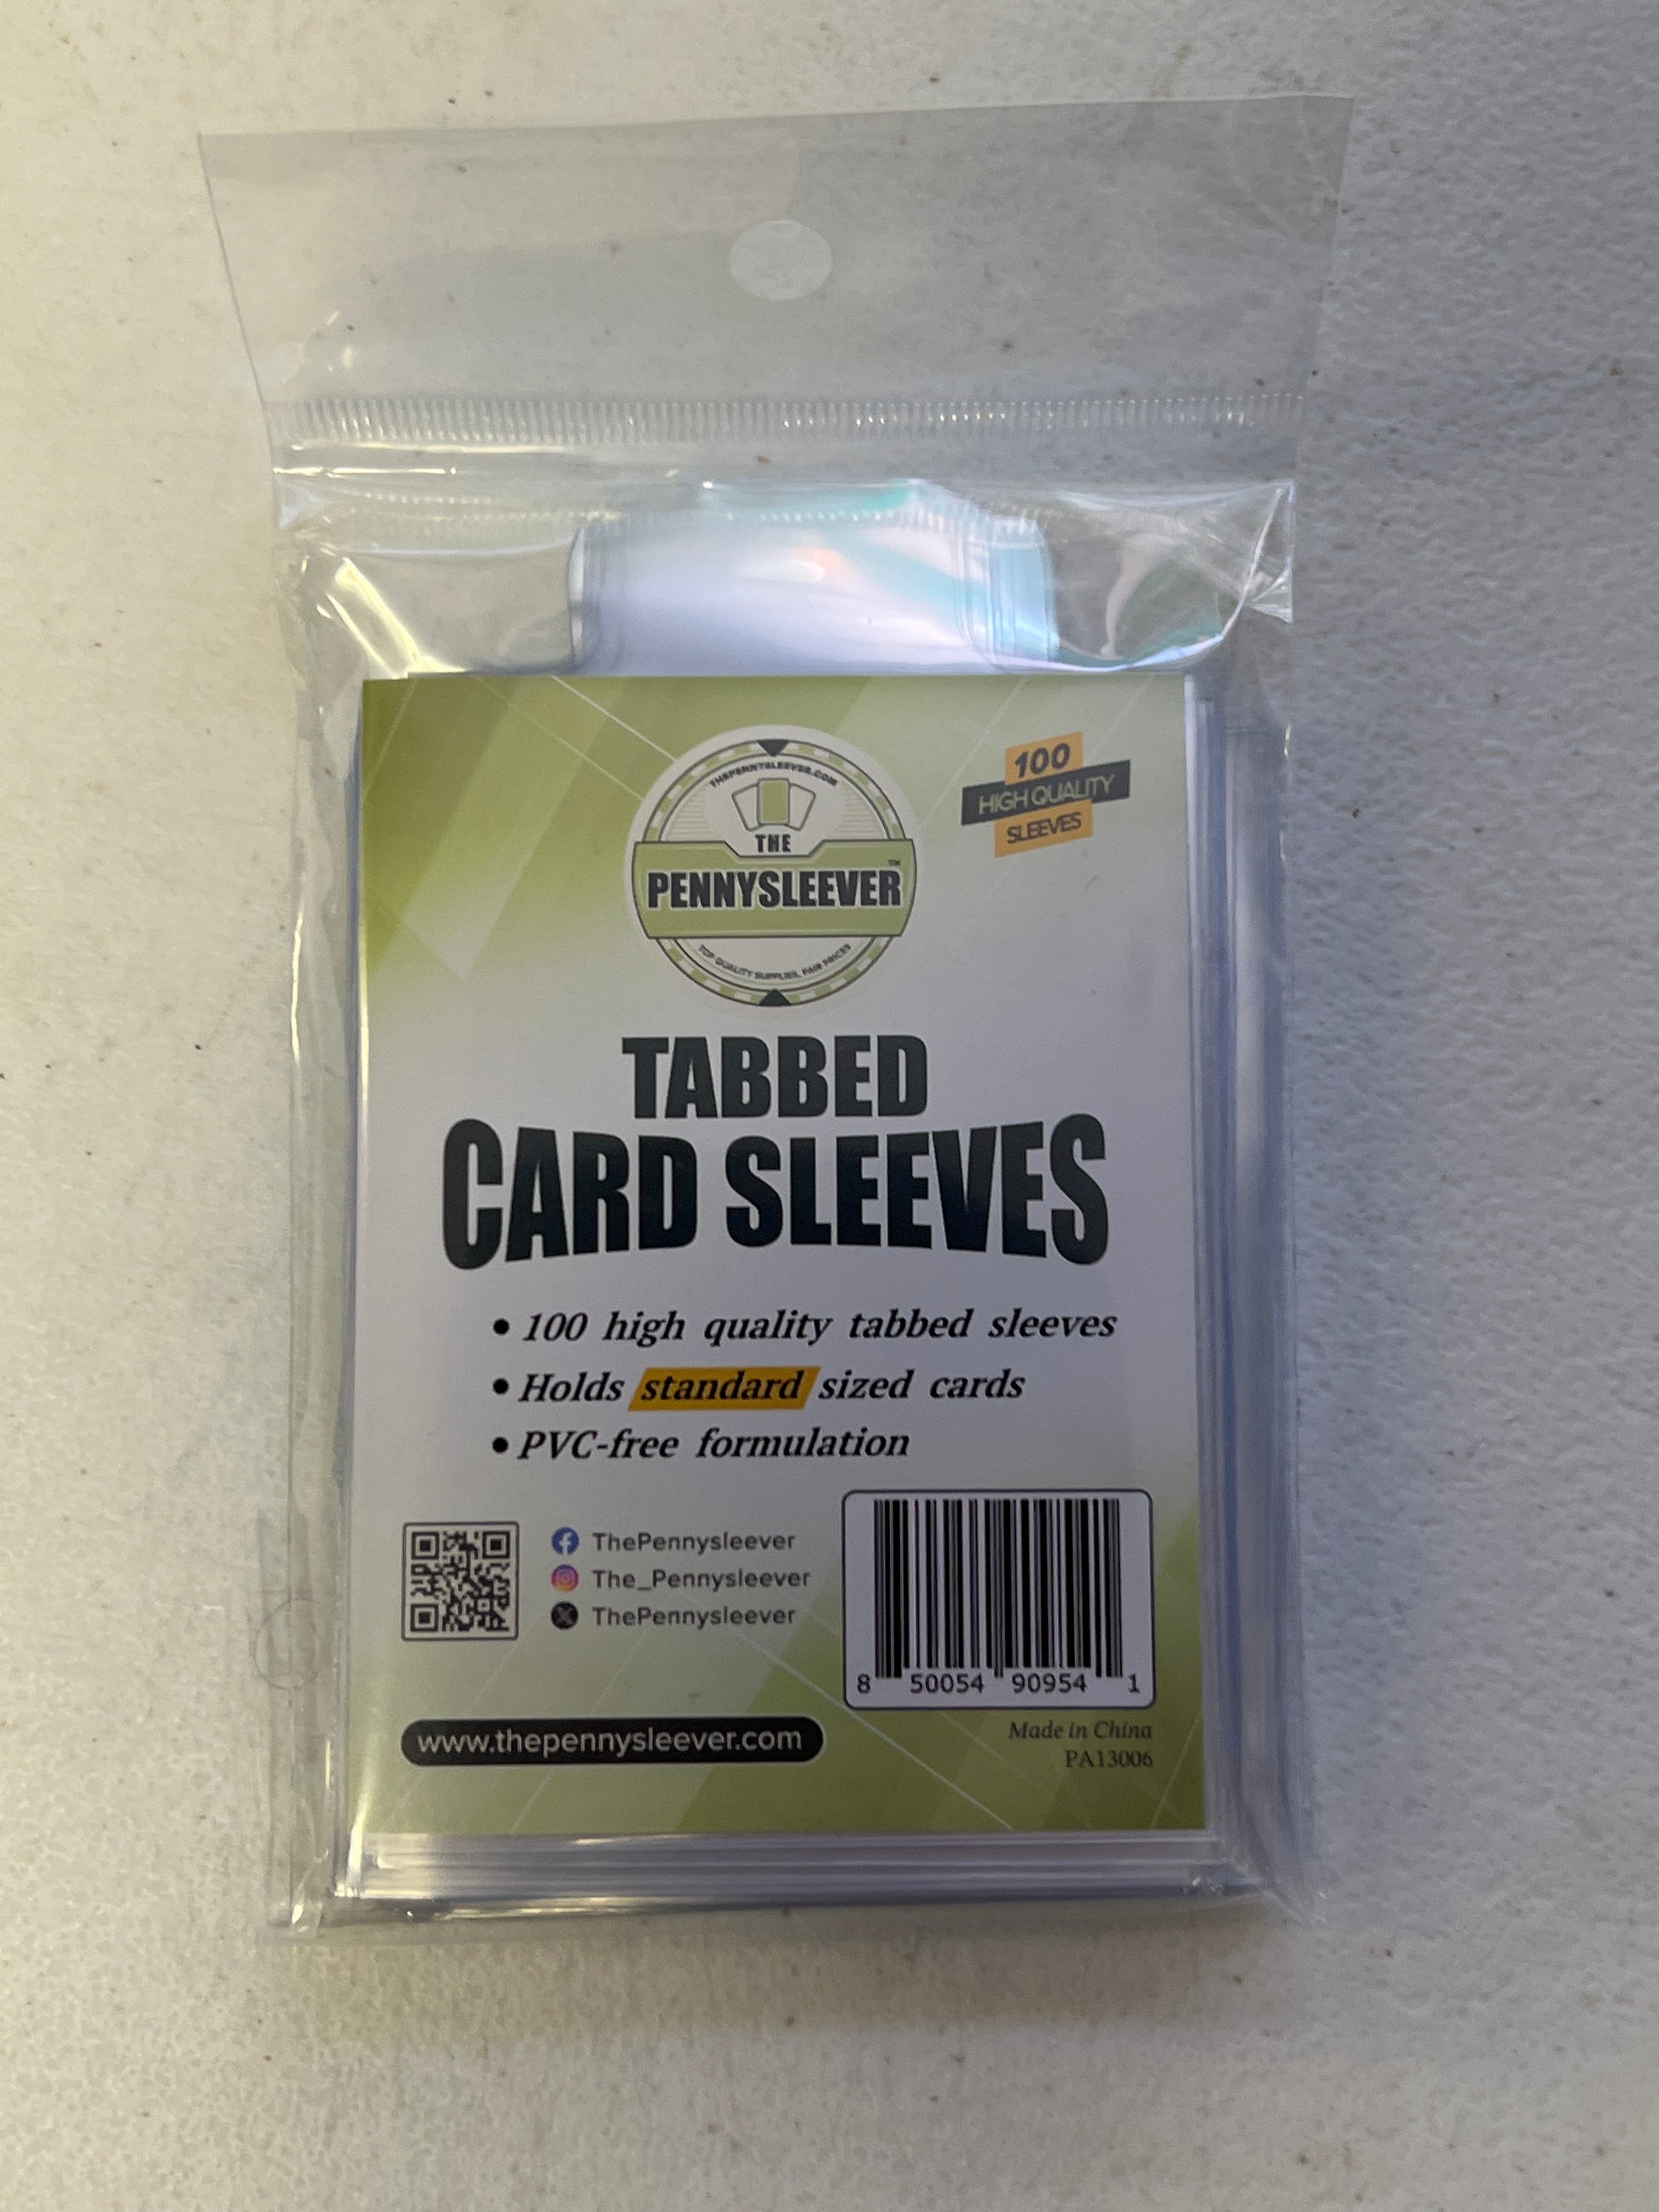 THEPENNYSLEEVER.COM
THE
PENNYSLEEVER™
TOP QUALITY SUPPLIES, FAIR PRICES
100
HIGH QUALITY
SLEEVES
TABBED
CARD SLEEVES
• 100 high quality tabbed sleeves
• Holds standard sized cards
• PVC-free formulation
ThePennysleever
The_Pennysleever
ThePennysleever
8 50054 90954 1
www.thepennysleever.com
Made in China
PA13006